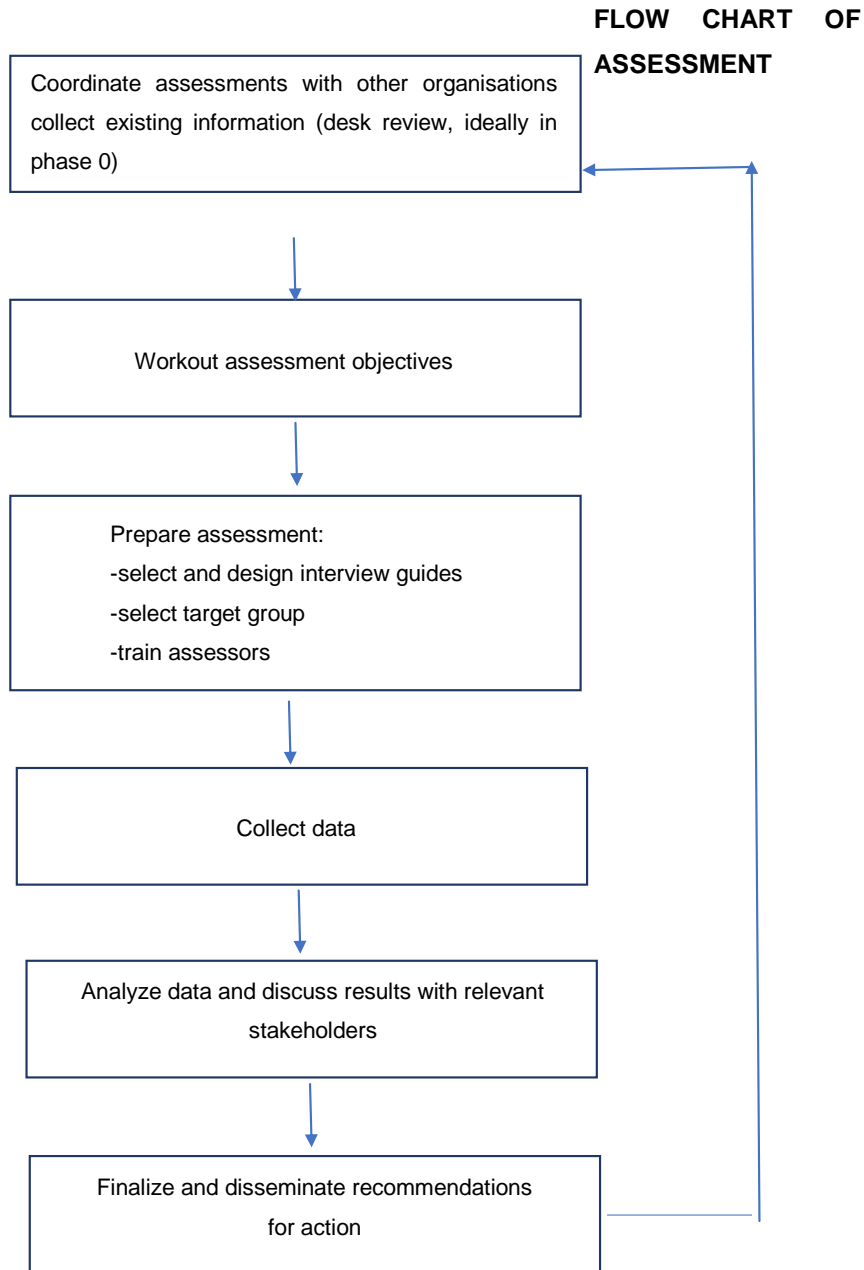 FLOW CHART OF
ASSESSMENT
Coordinate assessments with other organisations
collect existing information (desk review, ideally in
phase 0)
Workout assessment objectives
Prepare assessment:
-select and design interview guides
-select target group
-train assessors
Collect data
Analyze data and discuss results with relevant
stakeholders
Finalize and disseminate recommendations
for action